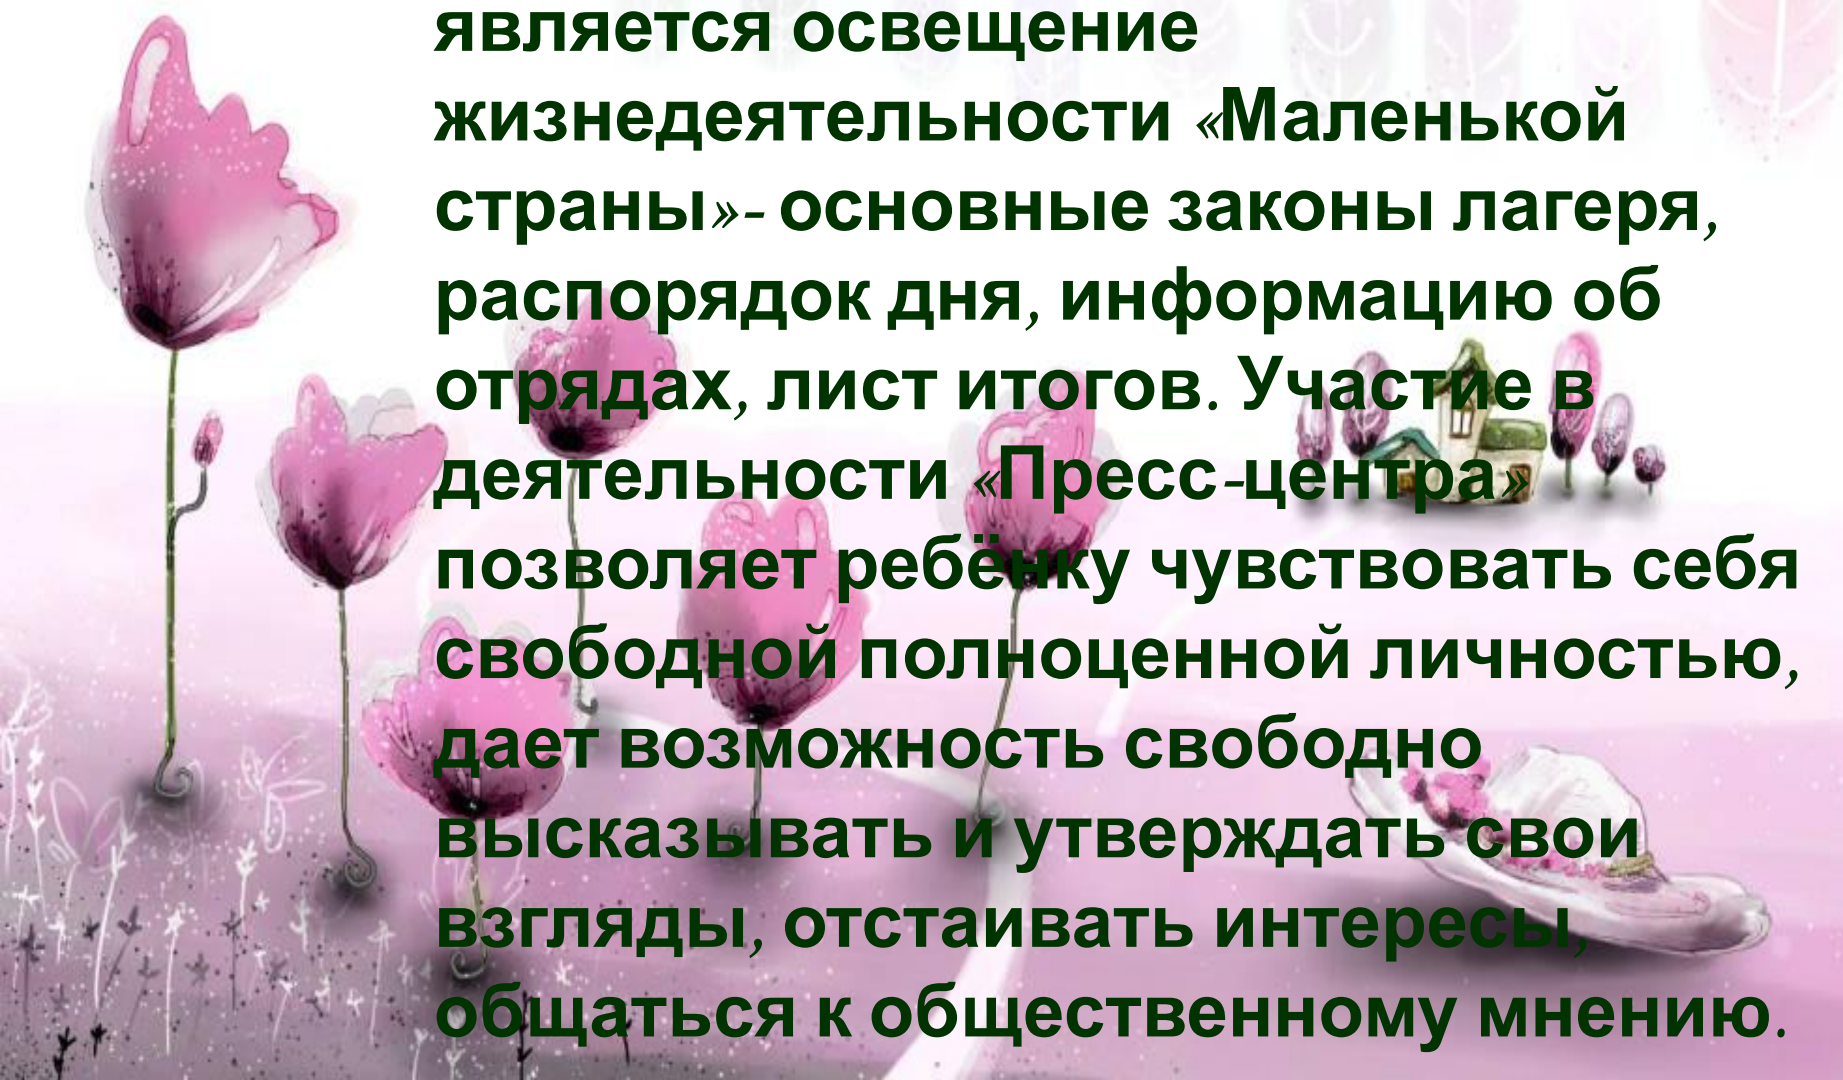 является освещение
жизнедеятельности «Маленькой
страны»- основные законы лагеря,
распорядок дня, информацию об
отрядах, лист итогов. Участие в
деятельности «Пресс-центра»
позволяет ребёнку чувствовать себя
свободной полноценной личностью,
дает возможность свободно
высказывать и утверждать свои
взгляды, отстаивать интересы,
общаться к общественному мнению.